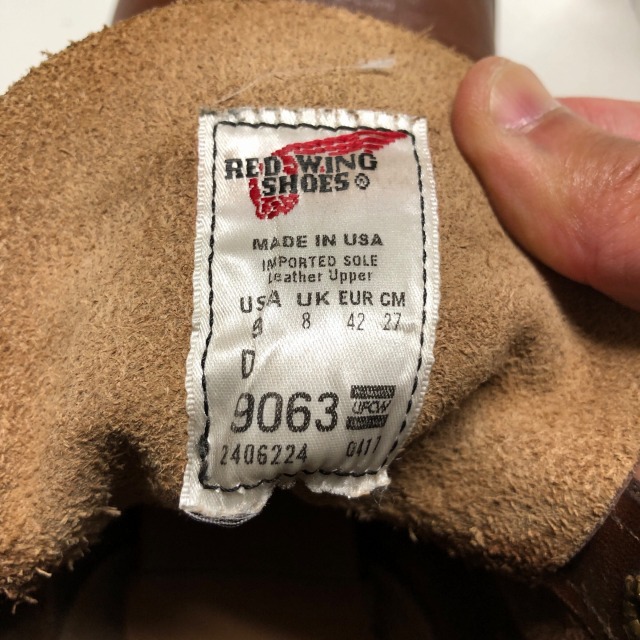 RED WING
SHOES®
MADE IN USA
IMPORTED SOLE
Leather Upper
USA UK EUR CM
9 8 42 27
D
9063 UFCW
2406224 0411